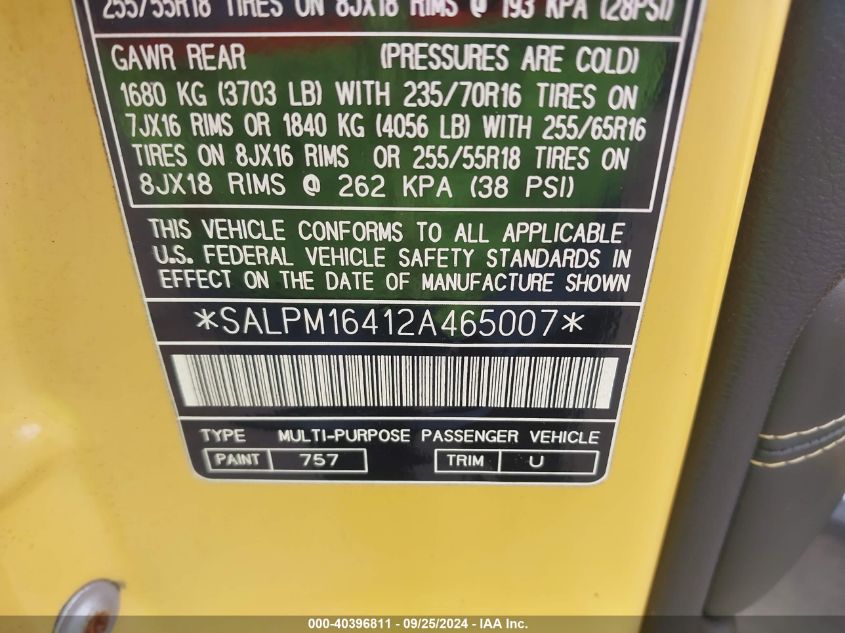 255/55R18 TIRES ON 8JX18 RIMS @ 193 KPA (28PSI)
GAWR REAR (PRESSURES ARE COLD)
1680 KG (3703 LB) WITH 235/70R16 TIRES ON
7JX16 RIMS OR 1840 KG (4056 LB) WITH 255/65R16
TIRES ON 8JX16 RIMS OR 255/55R18 TIRES ON
8JX18 RIMS @ 262 KPA (38 PSI)
THIS VEHICLE CONFORMS TO ALL APPLICABLE
U.S. FEDERAL VEHICLE SAFETY STANDARDS IN
EFFECT ON THE DATE OF MANUFACTURE SHOWN
*SALPM16412A465007*
TYPE MULTI-PURPOSE PASSENGER VEHICLE
PAINT 757 TRIM U
000-40396811 - 09/25/2024 - IAA Inc.